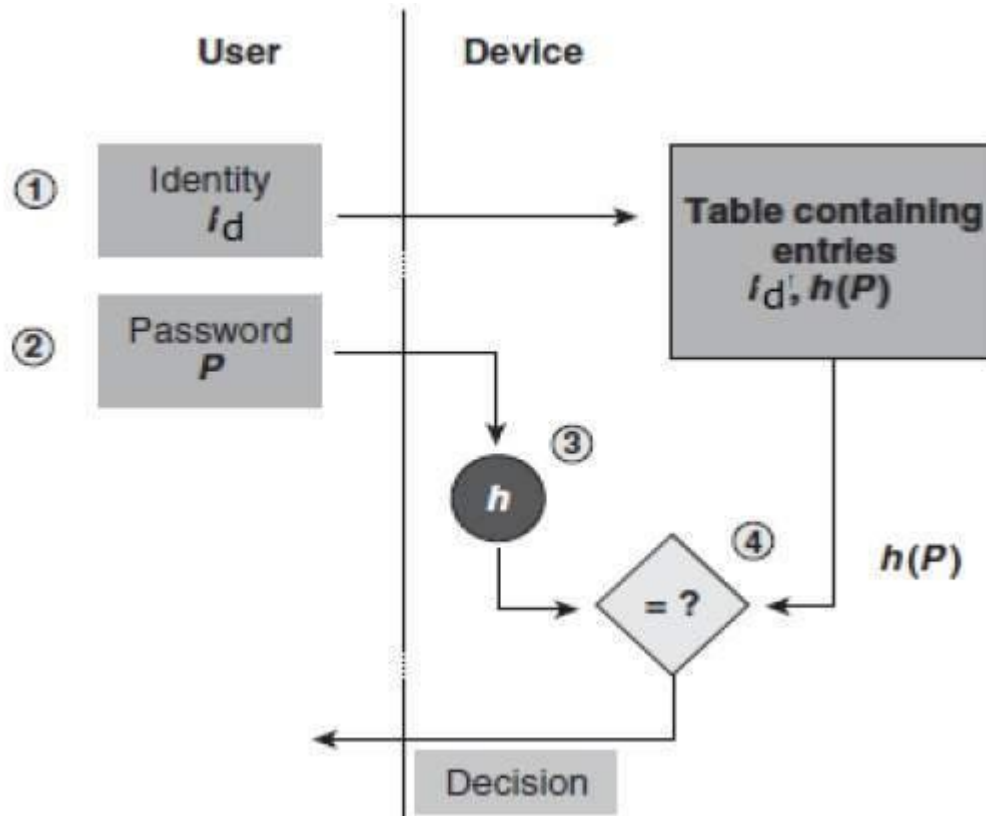 User
Device
①
Identity
id
Table containing
entries
id', h(P)
②
Password
P
③
h
④
= ?
h(P)
Decision